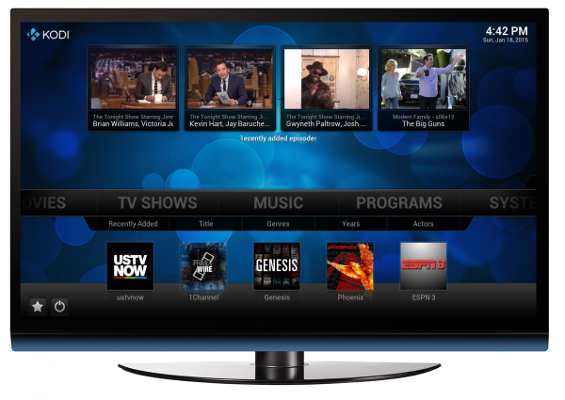 KODI
4:42 PM
Sun, Jan 18, 2015
The Tonight Show Starring Jimr
Brian Williams, Victoria Ju
The Tonight Show Starring Ji...
Kevin Hart, Jay Baruche...
The Tonight Show Starring Ji...
Gwyneth Paltrow, Josh ...
Modern Family - s06e12
The Big Guns
Recently added episodes
OVIES TV SHOWS MUSIC PROGRAMS SYSTE
Recently Added Title Genres Years Actors
USTV
NOW
PRIME
WIRE
GENESIS
ESPN 3
ustvnow 1Channel Genesis Phoenix ESPN 3